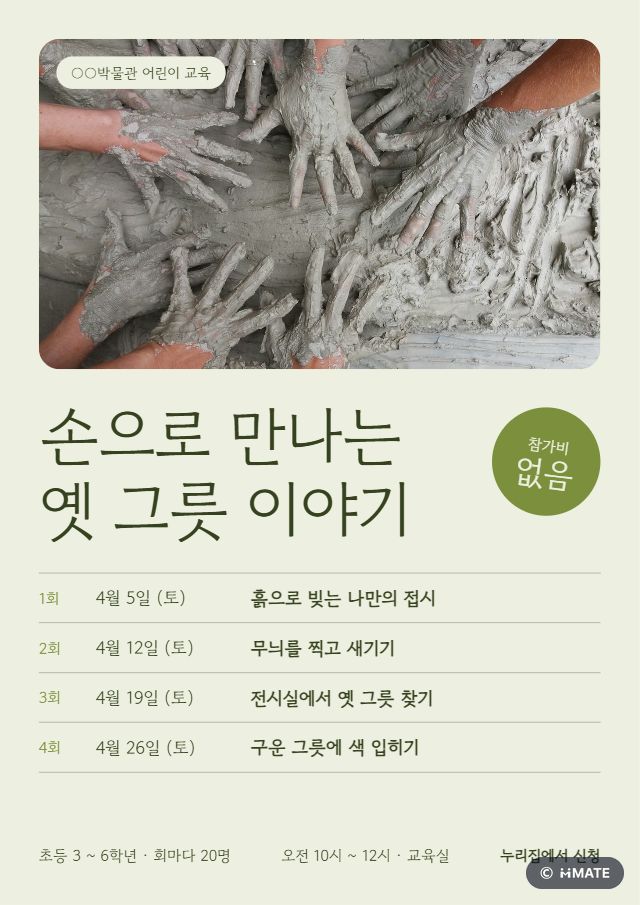 ○○박물관 어린이 교육
손으로 만나는
옛 그릇 이야기
참가비
없음
1회 4월 5일 (토) 흙으로 빚는 나만의 접시
2회 4월 12일 (토) 무늬를 찍고 새기기
3회 4월 19일 (토) 전시실에서 옛 그릇 찾기
4회 4월 26일 (토) 구운 그릇에 색 입히기
초등 3 ~ 6학년 · 회마다 20명 오전 10시 ~ 12시 · 교육실 누리집에서 신청
© MMATE